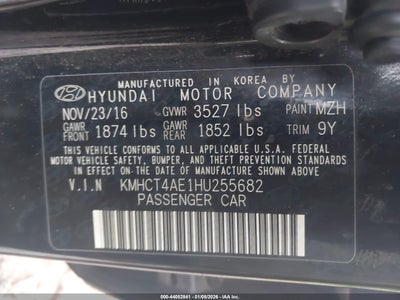 MANUFACTURED IN KOREA BY
HYUNDAI MOTOR COMPANY
NOV/23/16 GVWR 3527 lbs PAINT MZH
GAWR FRONT 1874 lbs GAWR REAR 1852 lbs TRIM 9Y
THIS VEHICLE CONFORMS TO ALL APPLICABLE U.S.A. FEDERAL
MOTOR VEHICLE SAFETY, BUMPER, AND THEFT PREVENTION
STANDARDS IN EFFECT ON THE DATE OF MANUFACTURE SHOWN ABOVE.
V.I.N KMHCT4AE1HU255682
PASSENGER CAR
000-44052841 - 01/09/2026 - IAAI.com